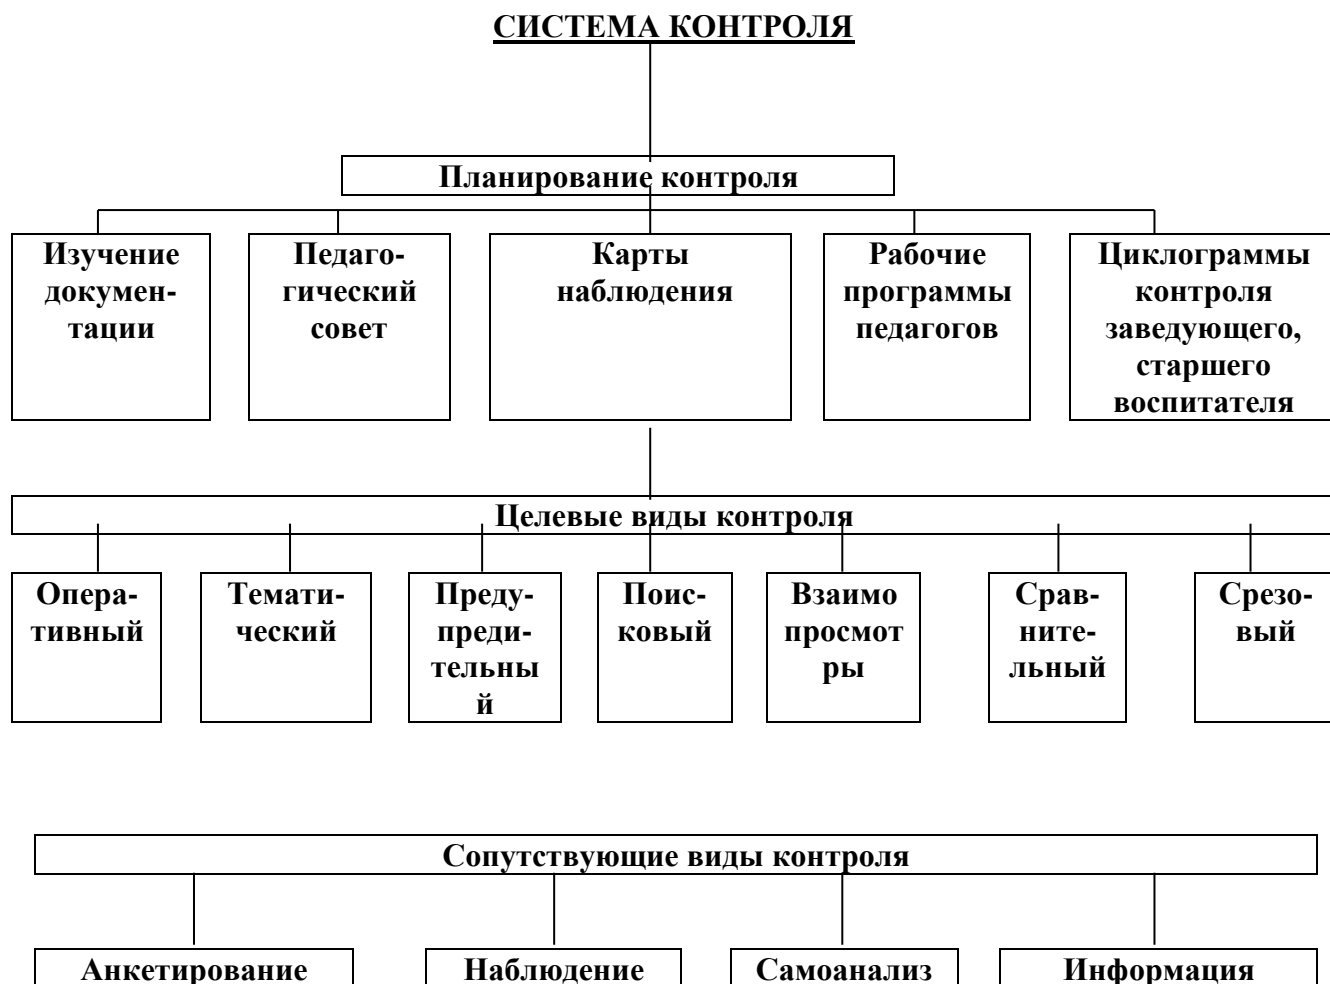 СИСТЕМА КОНТРОЛЯ
Планирование контроля
Изучение
докумен-
тации
Педаго-
гический
совет
Карты
наблюдения
Рабочие
программы
педагогов
Циклограммы
контроля
заведующего,
старшего
воспитателя
Целевые виды контроля
Опера-
тивный
Темати-
ческий
Преду-
преди-
тельны
й
Поис-
ковый
Взаимо
просмот
ры
Срав-
ните-
льный
Срезо-
вый
Сопутствующие виды контроля
Анкетирование
Наблюдение
Самоанализ
Информация